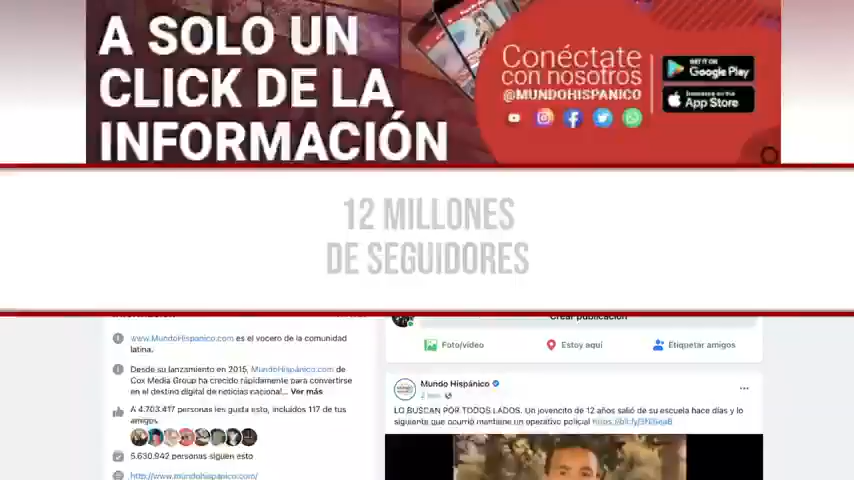 A SOLO UN
CLICK DE LA
INFORMACIÓN
Conéctate
con nosotros
@MUNDOHISPANICO
GET IT ON
Google Play
App Store
12 MILLONES
DE SEGUIDORES
Crear publicación
www.MundoHispanico.com es el vocero de la comunidad
latina.
Foto/video
Estoy aquí
Etiquetar amigos
Desde su lanzamiento en 2015, MundoHispánico.com de
Cox Media Group ha crecido rápidamente para convertirse
en el destino digital de noticias nacional... Ver más
A 4.703.417 personas les gusta esto, incluidos 117 de tus
amigos
5.630.942 personas siguen esto
http://www.mundohispanico.com/
Mundo Hispánico
LO BUSCAN POR TODOS LADOS. Un jovencito de 12 años salió de su escuela hace días y lo
siguiente que ocurrió mantiene un operativo policial